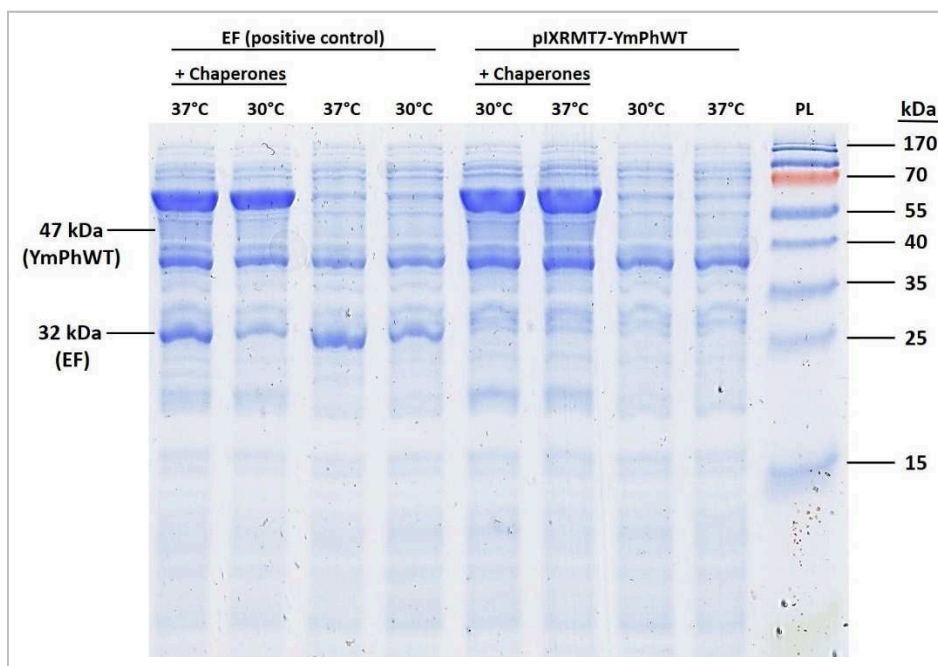 EF (positive control) pIXRMT7-YmPhWT
+ Chaperones + Chaperones kDa
37°C 30°C 37°C 30°C 30°C 37°C 30°C 37°C PL
170
70
55
47 kDa
(YmPhWT)
40
35
32 kDa
(EF)
25
15